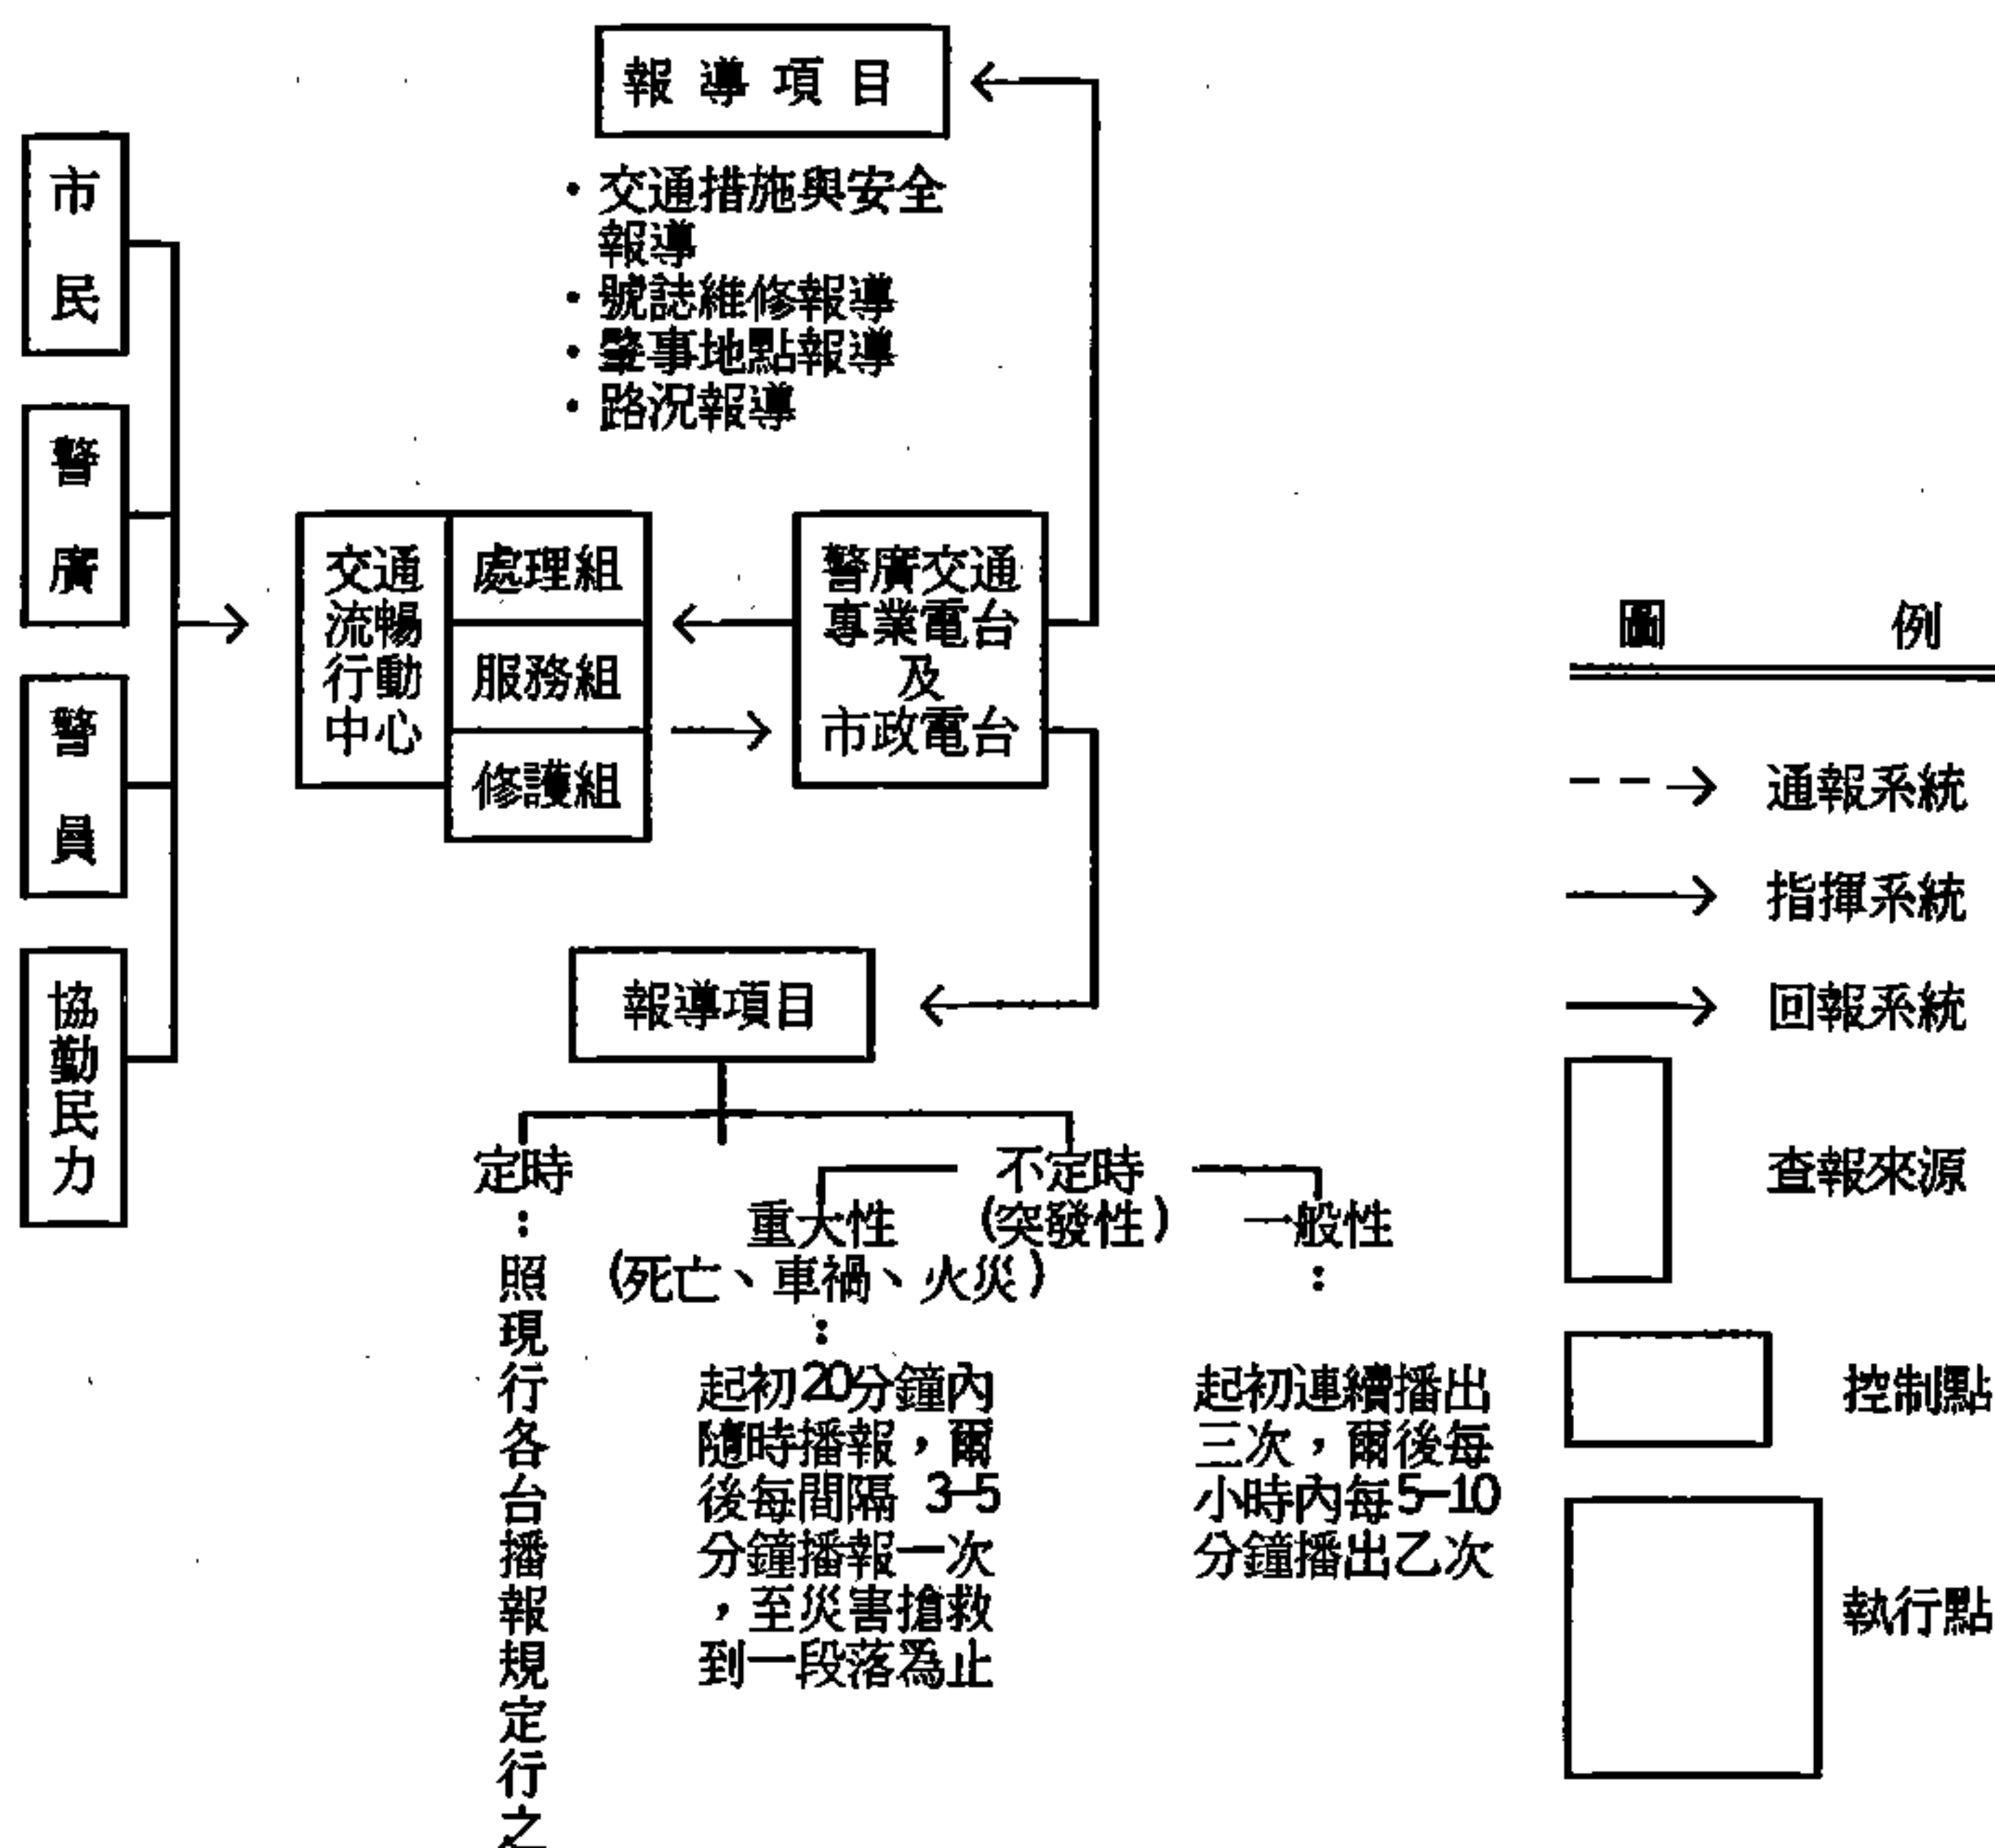 報導項目
・交通措施與安全
報導
・號誌維修報導
・肇事地點報導
・路況報導
市民
警廣
警員
協勤民力
交通
流暢
行動
中心
處理組
服務組
修護組
警廣交通
專業電台
及
市政電台
報導項目
定時
：
照現行各台播報規定行之
不定時
(突發性)
重大性
(死亡、車禍、火災)
：
起初20分鐘內
隨時播報，爾
後每間隔 3-5
分鐘播報一次
，至災害搶救
到一段落為止
一般性
：
起初連續播出
三次，爾後每
小時內每5-10
分鐘播出乙次
圖例
通報系統
指揮系統
回報系統
查報來源
控制點
執行點